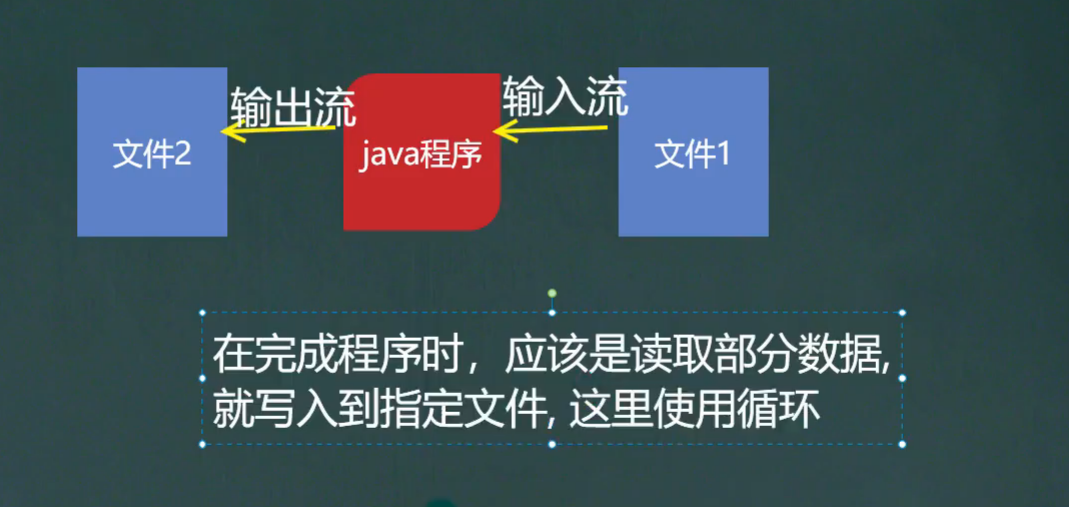 文件2
输出流
java程序
输入流
文件1
在完成程序时，应该是读取部分数据,
就写入到指定文件, 这里使用循环